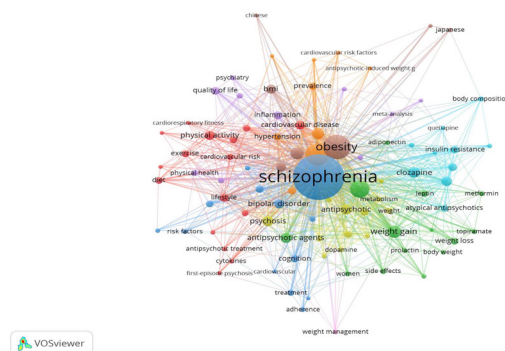 chinese
japanese
cardiovascular risk factors
antipsychotic-induced weight g
psychiatry
quality of life
bmi
prevalence
body compositio
inflammation
meta-analysis
cardiorespiratory fitness
cardiovascular disease
quetiapine
physical activity
hypertension
adiponectin
obesity
insulin resistance
exercise
cardiovascular risk
physical health
clozapine
diet
schizophrenia
lifestyle
metabolism
leptin
metformin
bipolar disorder
antipsychotic
weight
atypical antipsychotics
psychosis
risk factors
weight gain
topiramate
antipsychotic agents
weight loss
antipsychotic treatment
dopamine
prolactin
body weight
cytokines
cognition
first-episode psychosis
cardiovascular
women
side effects
treatment
adherence
weight management
VOSviewer